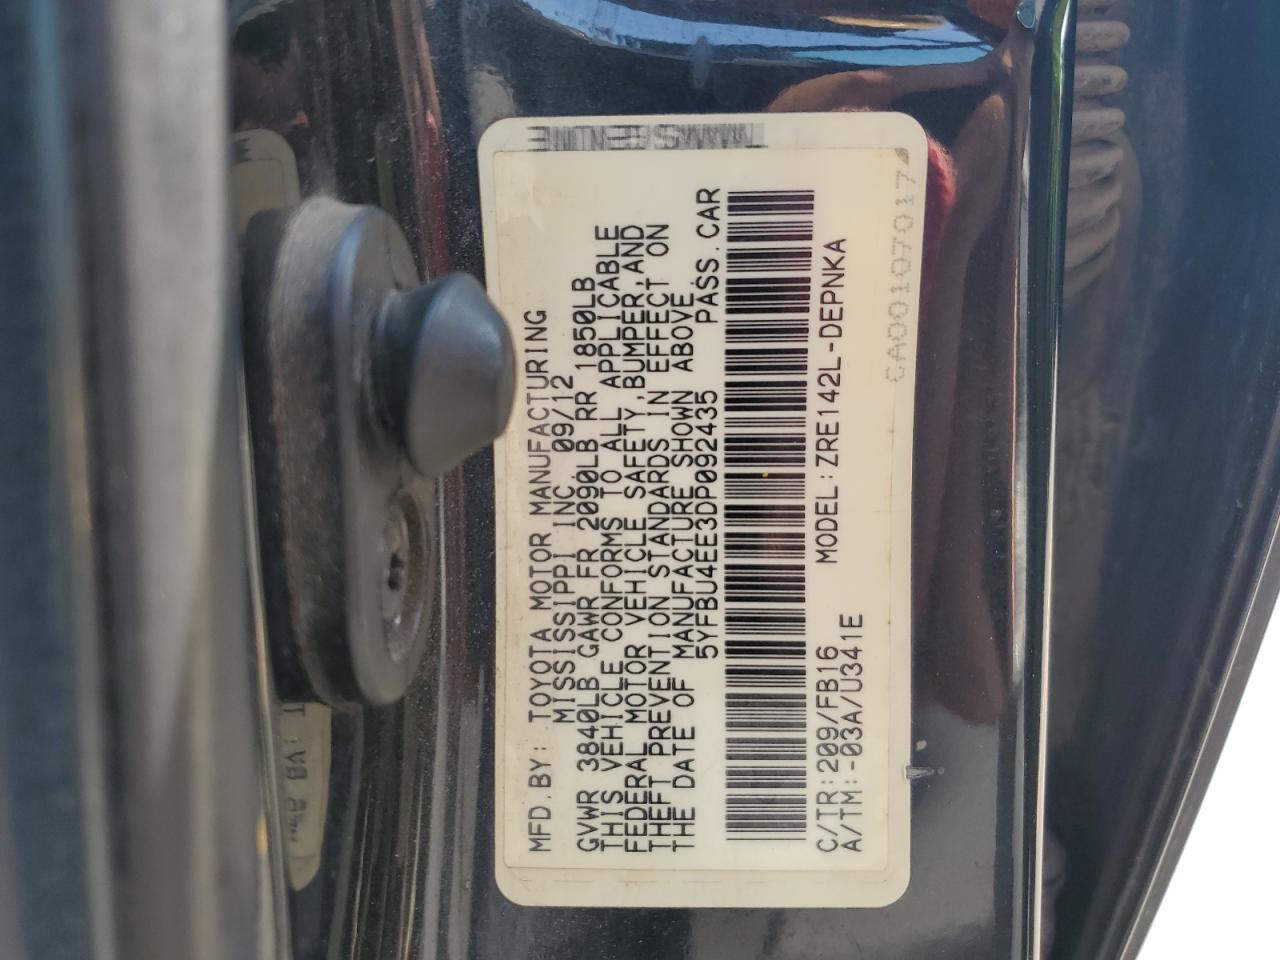 MFD.BY: TOYOTA MOTOR MANUFACTURING
MISSISSIPPI INC. 09/12
GVWR 3840LB GAWR FR 2090LB RR 1850LB
THIS VEHICLE CONFORMS TO ALL APPLICABLE
FEDERAL MOTOR VEHICLE SAFETY,BUMPER,AND
THEFT PREVENTION STANDARDS IN EFFECT ON
THE DATE OF MANUFACTURE SHOWN ABOVE
5YFBU4EE3DP092435 PASS.CAR
MODEL:ZRE142L-DEPNKA
C/TR:209/FB16
A/TM:-03A/U341E
CA00107017